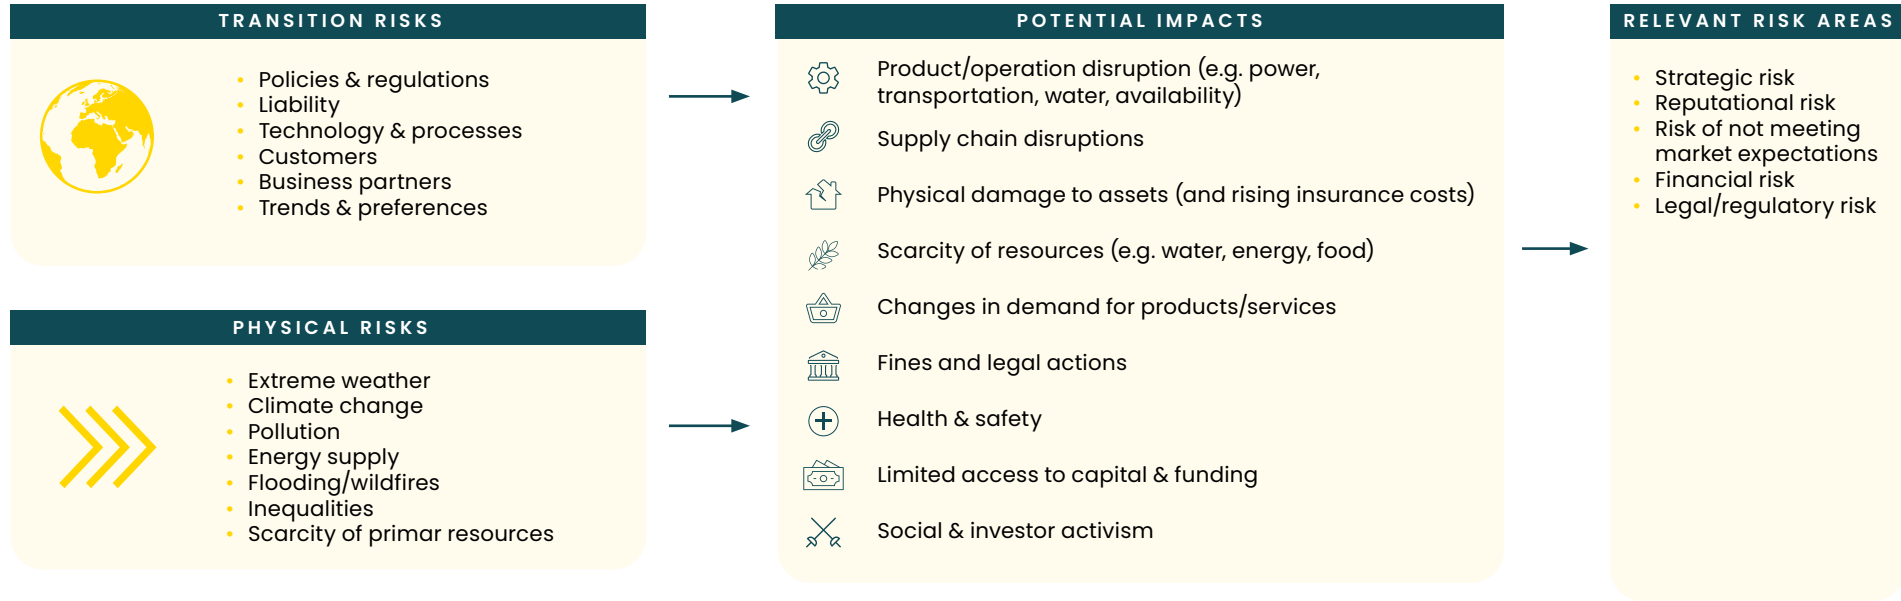 TRANSITION RISKS
Policies & regulations
Liability
Technology & processes
Customers
Business partners
Trends & preferences
PHYSICAL RISKS
Extreme weather
Climate change
Pollution
Energy supply
Flooding/wildfires
Inequalities
Scarcity of primar resources
POTENTIAL IMPACTS
Product/operation disruption (e.g. power,
transportation, water, availability)
Supply chain disruptions
Physical damage to assets (and rising insurance costs)
Scarcity of resources (e.g. water, energy, food)
Changes in demand for products/services
Fines and legal actions
Health & safety
Limited access to capital & funding
Social & investor activism
RELEVANT RISK AREAS
Strategic risk
Reputational risk
Risk of not meeting
market expectations
Financial risk
Legal/regulatory risk